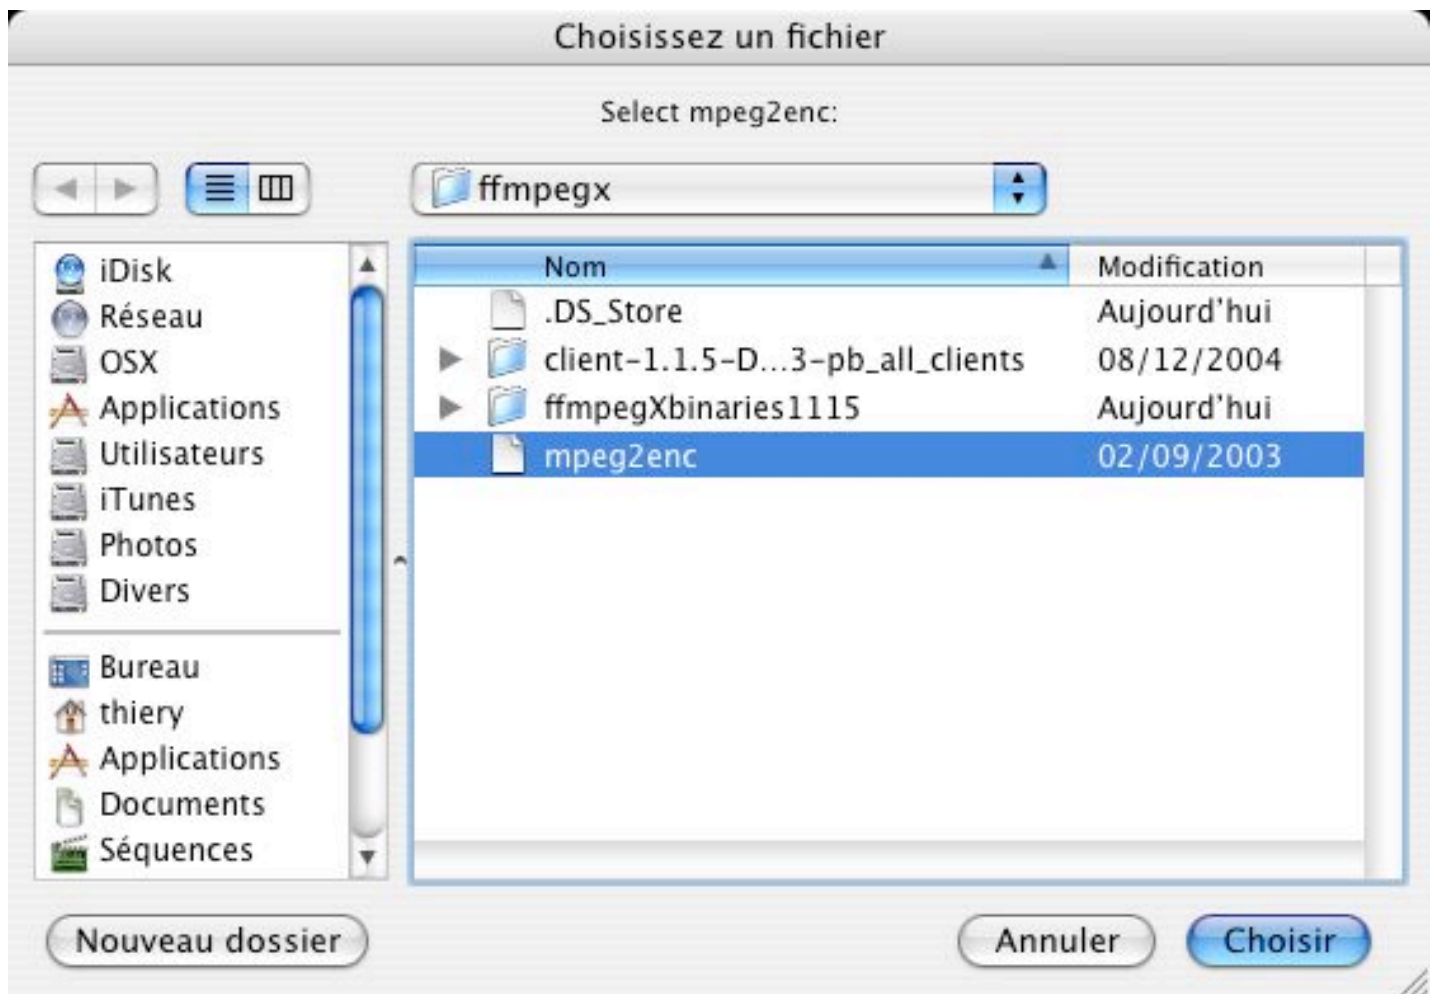 Choisissez un fichier
Select mpeg2enc:
ffmpegx
iDisk
Réseau
OSX
Applications
Utilisateurs
iTunes
Photos
Divers
Bureau
thiery
Applications
Documents
Séquences
Nom Modification
.DS_Store Aujourd'hui
client-1.1.5-D...3-pb_all_clients 08/12/2004
ffmpegXbinaries1115 Aujourd'hui
mpeg2enc 02/09/2003
Nouveau dossier Annuler Choisir